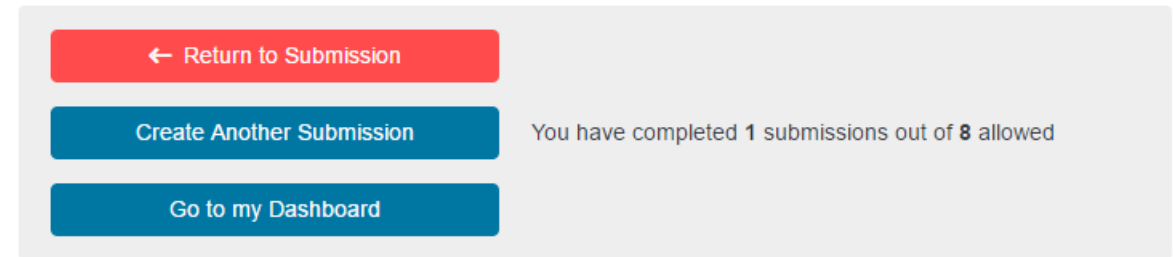 ← Return to Submission
Create Another Submission
You have completed 1 submissions out of 8 allowed
Go to my Dashboard